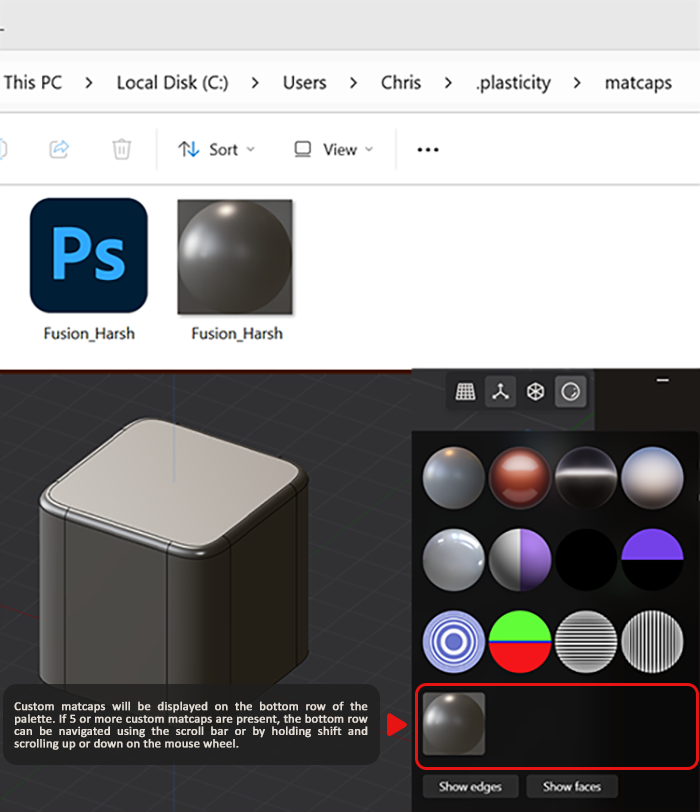 This PC > Local Disk (C:) > Users > Chris > .plasticity > matcaps
Sort View
Ps
Fusion_Harsh Fusion_Harsh
Custom matcaps will be displayed on the bottom row of the
palette. If 5 or more custom matcaps are present, the bottom row
can be navigated using the scroll bar or by holding shift and
scrolling up or down on the mouse wheel.
Show edges Show faces